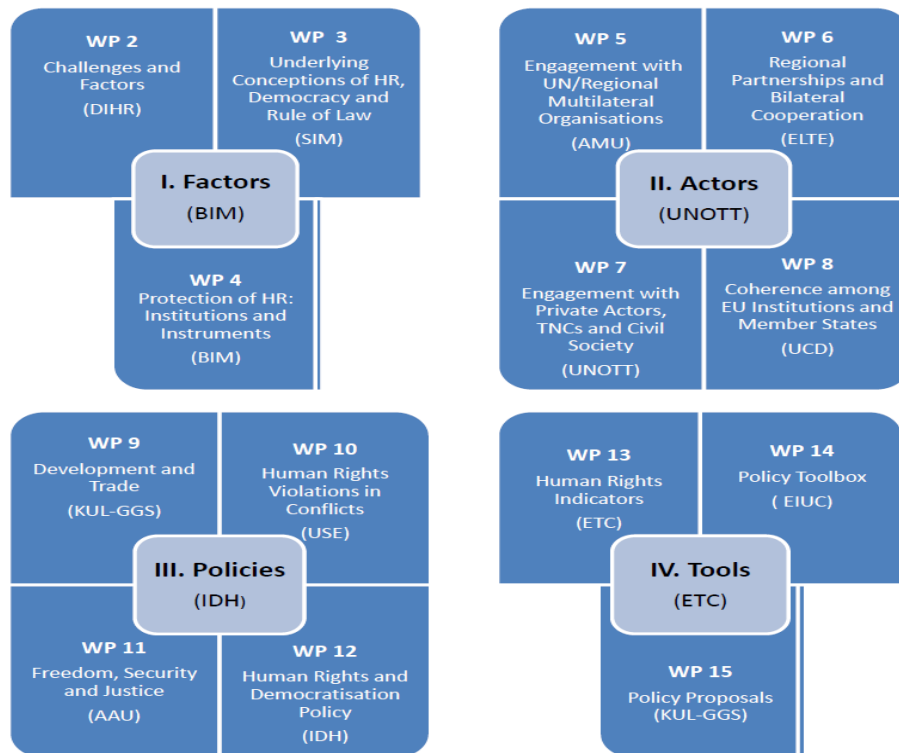 WP 2
Challenges and
Factors
(DIHR)
WP 3
Underlying
Conceptions of HR,
Democracy and
Rule of Law
(SIM)
I. Factors
(BIM)
WP 4
Protection of HR:
Institutions and
Instruments
(BIM)
WP 5
Engagement with
UN/Regional
Multilateral
Organisations
(AMU)
WP 6
Regional
Partnerships and
Bilateral
Cooperation
(ELTE)
II. Actors
(UNOTT)
WP 7
Engagement with
Private Actors,
TNCs and Civil
Society
(UNOTT)
WP 8
Coherence among
EU Institutions and
Member States
(UCD)
WP 9
Development and
Trade
(KUL-GGS)
WP 10
Human Rights
Violations in
Conflicts
(USE)
III. Policies
(IDH)
WP 11
Freedom, Security
and Justice
(AAU)
WP 12
Human Rights and
Democratisation
Policy
(IDH)
WP 13
Human Rights
Indicators
(ETC)
WP 14
Policy Toolbox
( EIUC)
IV. Tools
(ETC)
WP 15
Policy Proposals
(KUL-GGS)